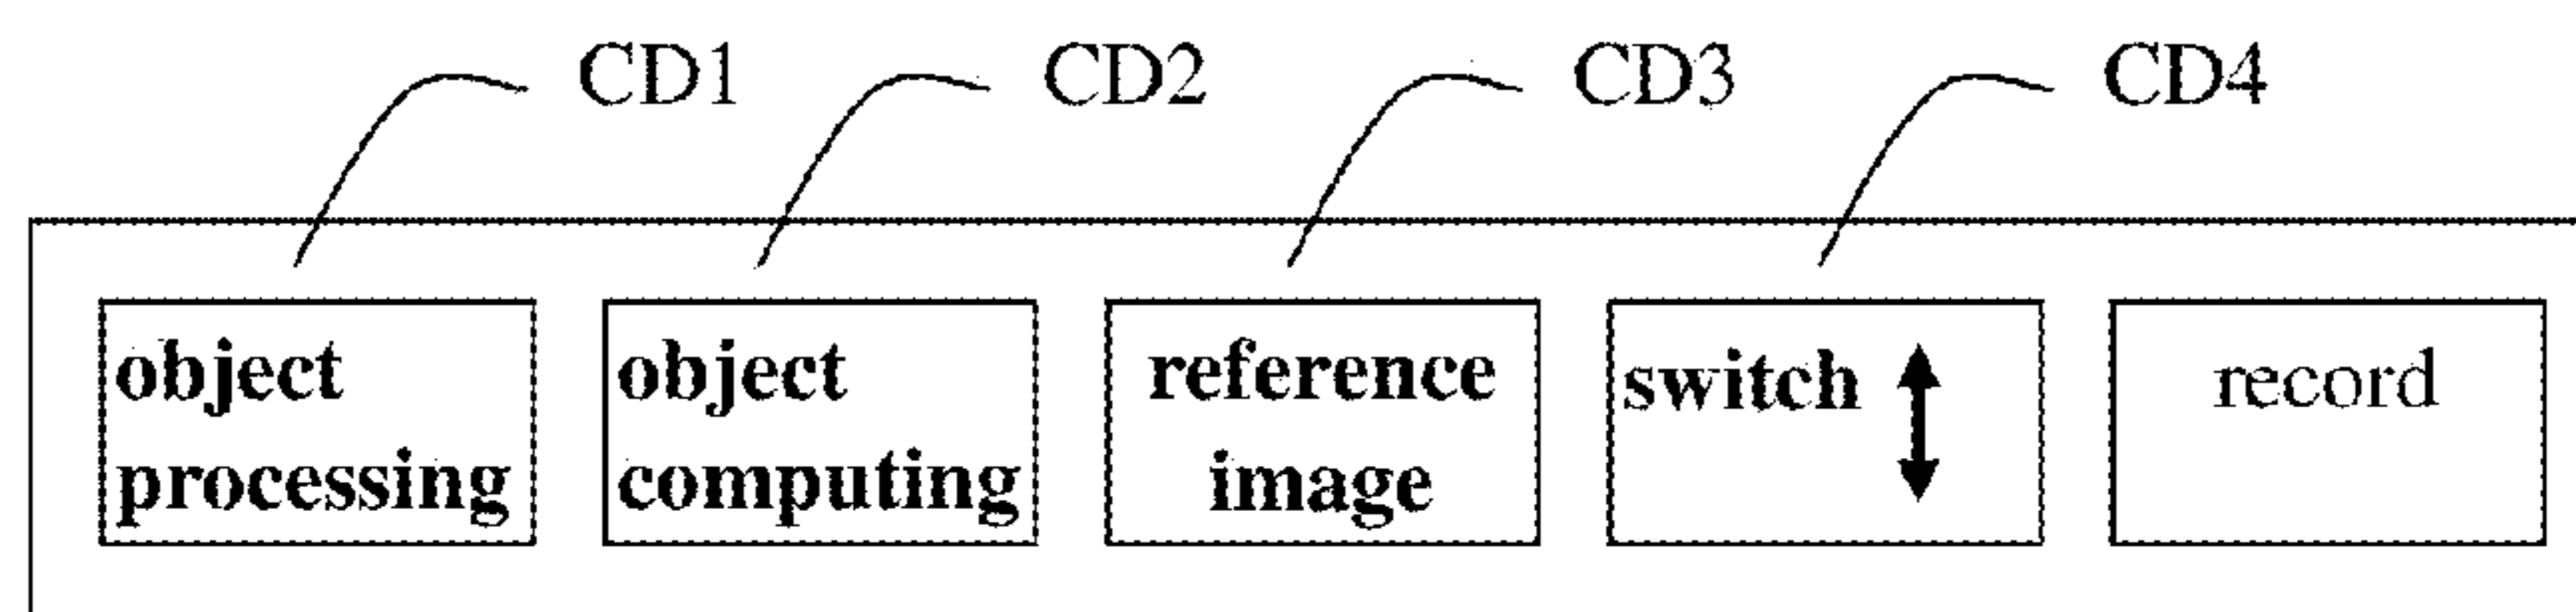 CD1 CD2 CD3 CD4
object
processing
object
computing
reference
image
switch
record